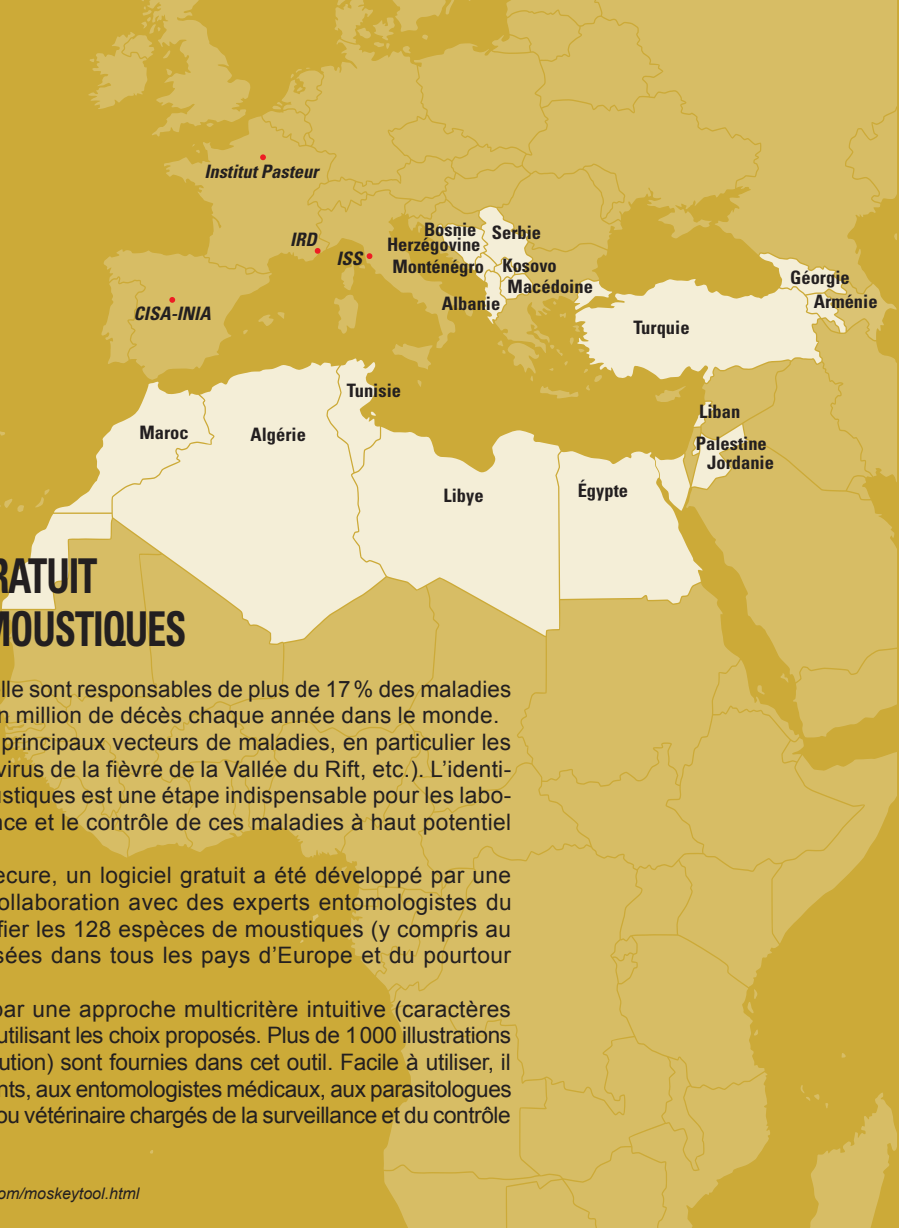 Institut Pasteur
IRD
ISS
CISA-INIA
Bosnie
Herzégovine
Serbie
Monténégro
Kosovo
Macédoine
Albanie
Géorgie
Arménie
Turquie
Tunisie
Maroc
Algérie
Liban
Palestine
Jordanie
Libye
Égypte
RATUIT
MOUSTIQUES
lle sont responsables de plus de 17 % des maladies
n million de décès chaque année dans le monde.
principaux vecteurs de maladies, en particulier les
virus de la fièvre de la Vallée du Rift, etc.). L’identi-
ustiques est une étape indispensable pour les labo-
nce et le contrôle de ces maladies à haut potentiel
ecure, un logiciel gratuit a été développé par une
ollaboration avec des experts entomologistes du
fier les 128 espèces de moustiques (y compris au
sées dans tous les pays d’Europe et du pourtour
par une approche multicritère intuitive (caractères
utilisant les choix proposés. Plus de 1 000 illustrations
ution) sont fournies dans cet outil. Facile à utiliser, il
nts, aux entomologistes médicaux, aux parasitologues
ou vétérinaire chargés de la surveillance et du contrôle
om/moskeytool.html